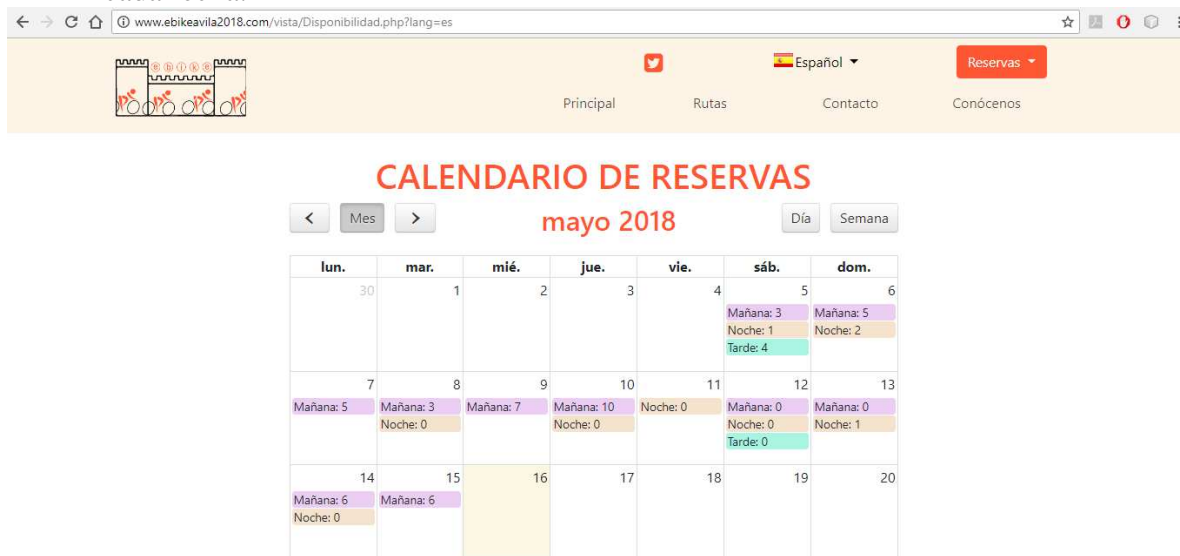 www.ebikeavila2018.com/vista/Disponibilidad.php?lang=es
ebike
Español
Reservas
Principal Rutas Contacto Conócenos
CALENDARIO DE RESERVAS
Mes mayo 2018 Día Semana
lun. mar. mié. jue. vie. sáb. dom.
30 1 2 3 4 5 6
Mañana: 3 Mañana: 5
Noche: 1 Noche: 2
Tarde: 4
7 8 9 10 11 12 13
Mañana: 5 Mañana: 3 Mañana: 7 Mañana: 10 Noche: 0 Mañana: 0 Mañana: 0
Noche: 0 Noche: 0 Noche: 0 Noche: 1
Tarde: 0
14 15 16 17 18 19 20
Mañana: 6 Mañana: 6
Noche: 0